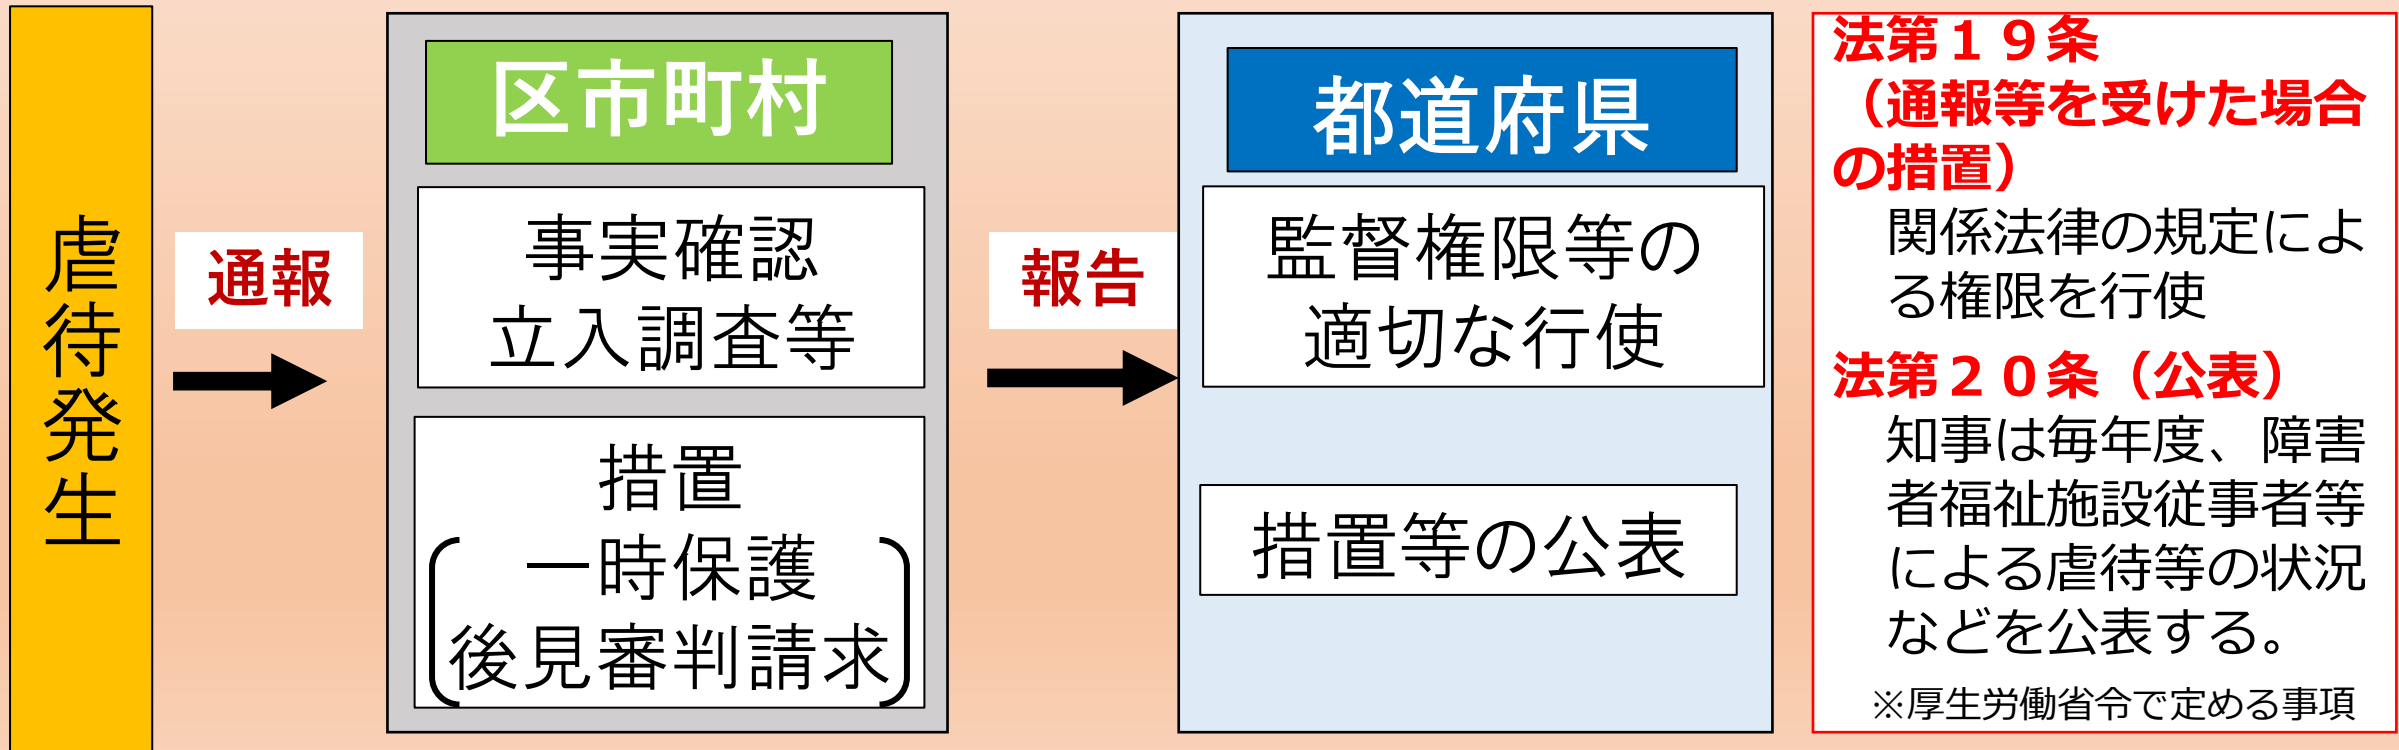 虐待発生
通報
区市町村
事実確認
立入調査等
措置
一時保護
後見審判請求
報告
都道府県
監督権限等の
適切な行使
措置等の公表
法第１９条
（通報等を受けた場合
の措置）
関係法律の規定によ
る権限を行使
法第２０条（公表）
知事は毎年度、障害
者福祉施設従事者等
による虐待等の状況
などを公表する。
※厚生労働省令で定める事項